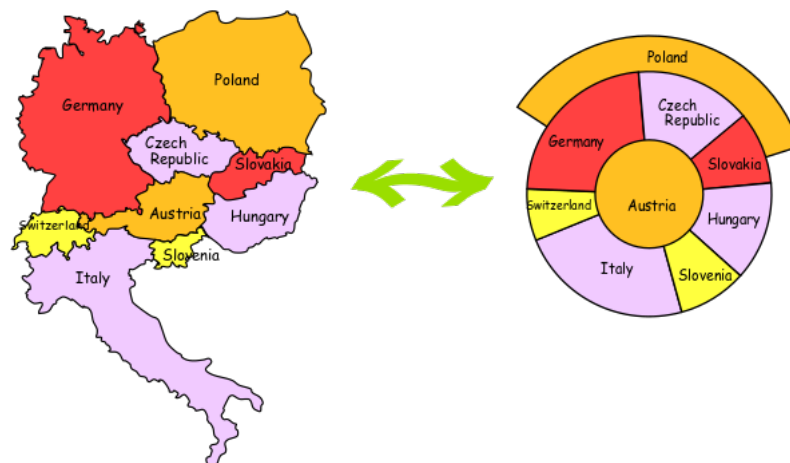 Germany
Poland
Czech
Republic
Slovakia
Austria
Hungary
Switzerland
Slovenia
Italy
Poland
Czech
Republic
Germany
Slovakia
Switzerland
Austria
Hungary
Italy
Slovenia